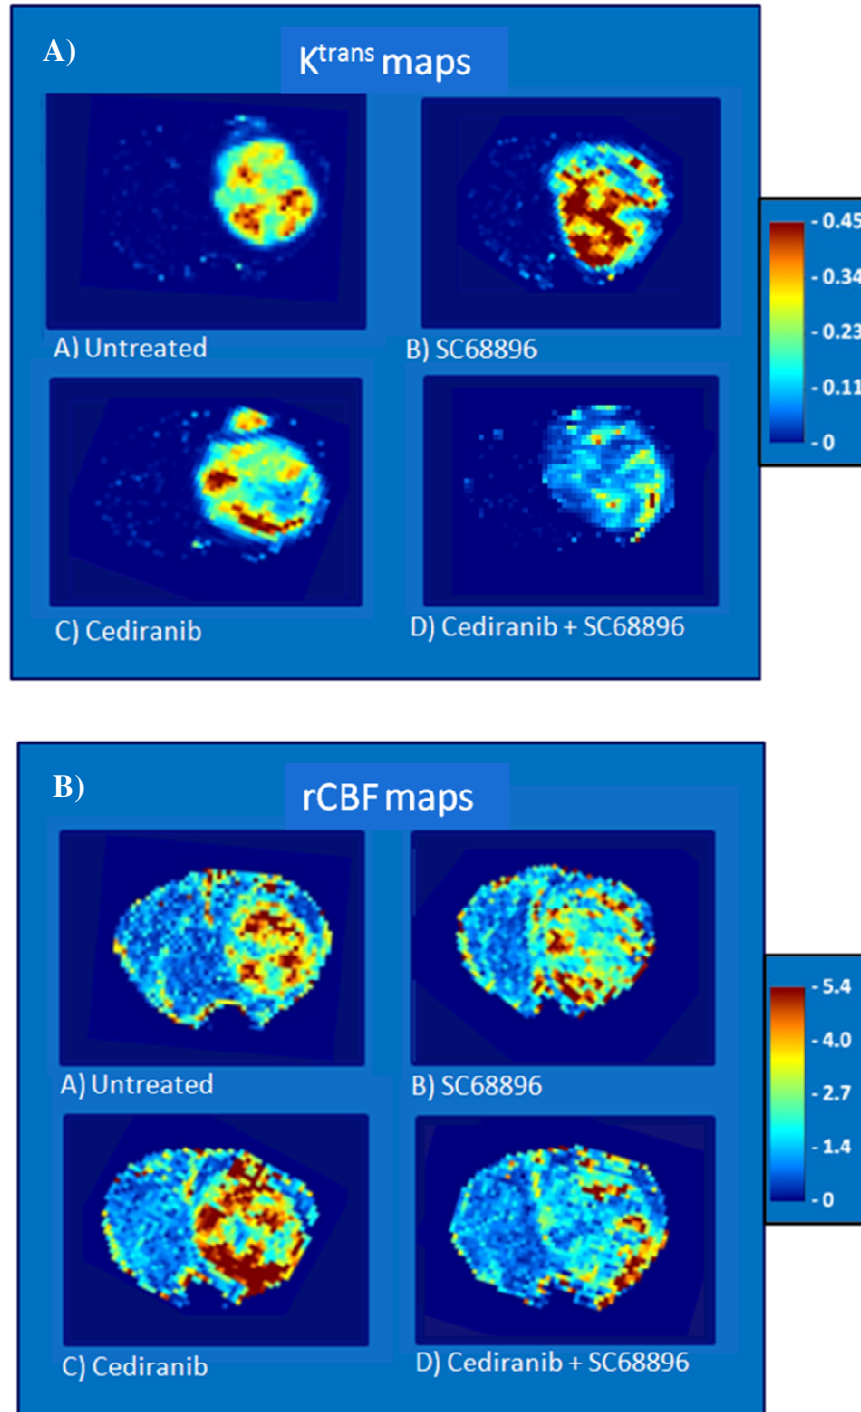 A)
K^trans maps
- 0.45
- 0.34
- 0.23
- 0.11
- 0
A) Untreated
B) SC68896
C) Cediranib
D) Cediranib + SC68896
B)
rCBF maps
- 5.4
- 4.0
- 2.7
- 1.4
- 0
A) Untreated
B) SC68896
C) Cediranib
D) Cediranib + SC68896